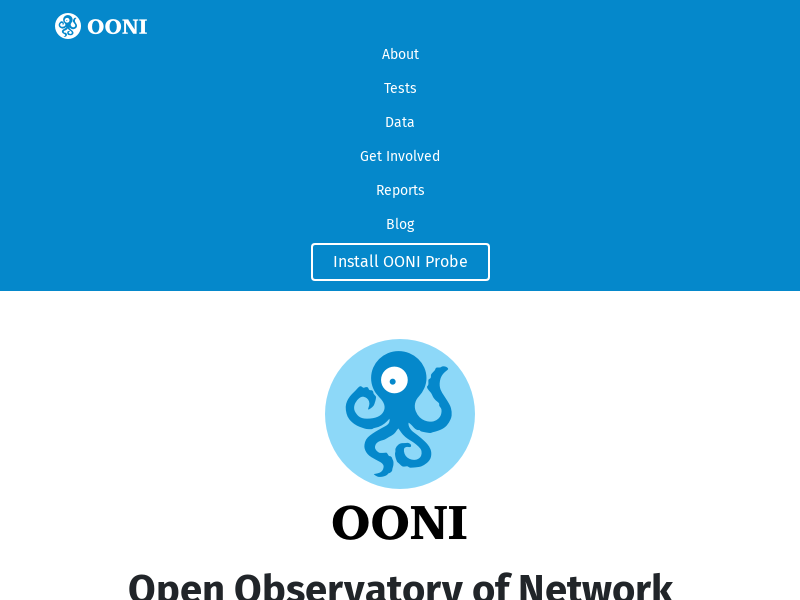 OONI
About
Tests
Data
Get Involved
Reports
Blog
Install OONI Probe
OONI
Open Observatory of Network